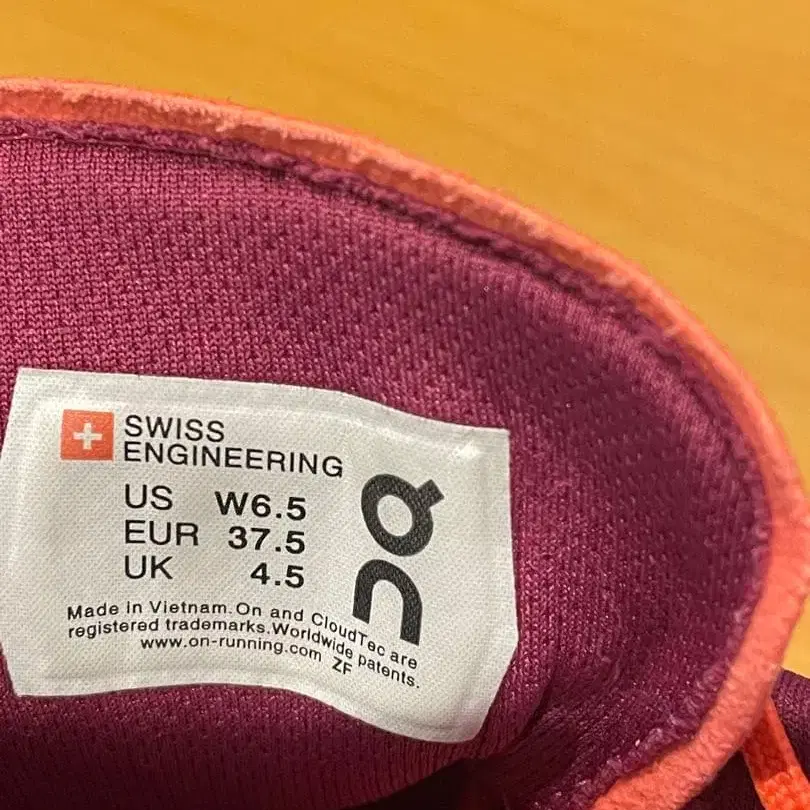 SWISS
ENGINEERING
US W6.5
EUR 37.5
UK 4.5
On
Made in Vietnam.On and CloudTec are
registered trademarks.Worldwide patents.
www.on-running.com ZF